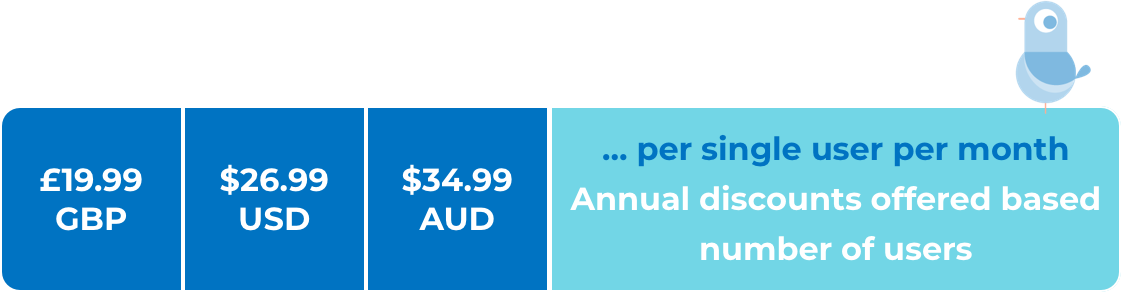 £19.99
GBP
$26.99
USD
$34.99
AUD
... per single user per month
Annual discounts offered based
number of users